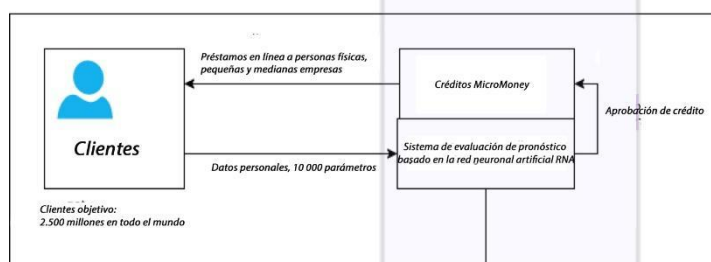 Préstamos en línea a personas físicas,
pequeñas y medianas empresas
Créditos MicroMoney
Aprobación de crédito
Clientes
Sistema de evaluación de pronóstico
basado en la red neuronal artificial RNA
Datos personales, 10 000 parámetros
Clientes objetivo:
2.500 millones en todo el mundo